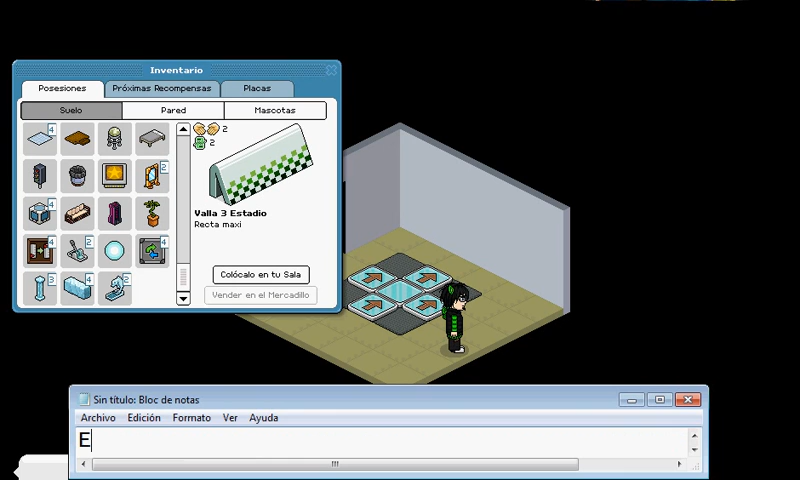 Inventario
Posesiones
Próximas Recompensas
Placas
Suelo
Pared
Mascotas
4
2
2
2
4
4
2
4
3
4
2
Valla 3 Estadio
Recta maxi
Colócalo en tu Sala
Vender en el Mercadillo
Sin título: Bloc de notas
Archivo Edición Formato Ver Ayuda
E